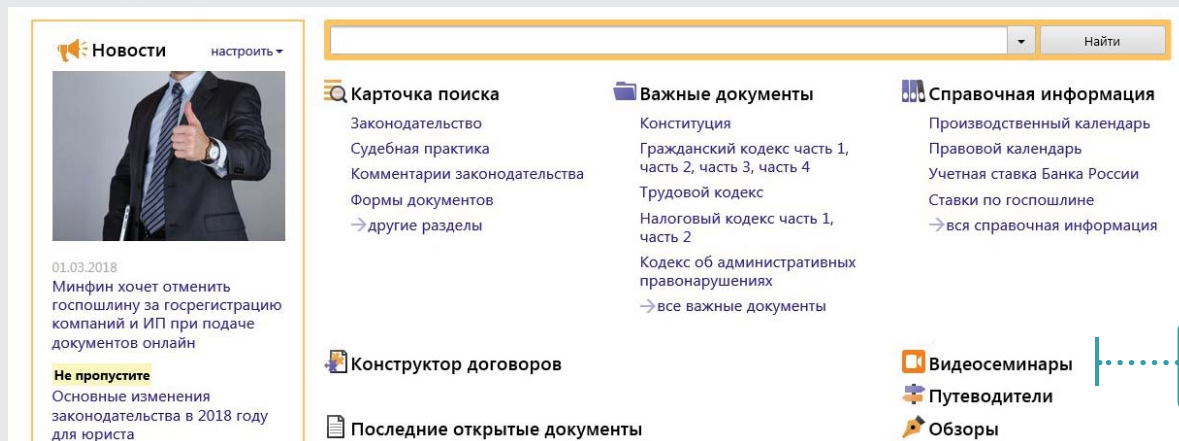 Новости
настроить
01.03.2018
Минфин хочет отменить
госпошлину за госрегистрацию
компаний и ИП при подаче
документов онлайн
Не пропустите
Основные изменения
законодательства в 2018 году
для юриста
Найти
Карточка поиска
Законодательство
Судебная практика
Комментарии законодательства
Формы документов
→другие разделы
Важные документы
Конституция
Гражданский кодекс часть 1,
часть 2, часть 3, часть 4
Трудовой кодекс
Налоговый кодекс часть 1,
часть 2
Кодекс об административных
правонарушениях
→все важные документы
Справочная информация
Производственный календарь
Правовой календарь
Учетная ставка Банка России
Ставки по госпошлине
→вся справочная информация
Конструктор договоров
Последние открытые документы
Видеосеминары
Путеводители
Обзоры